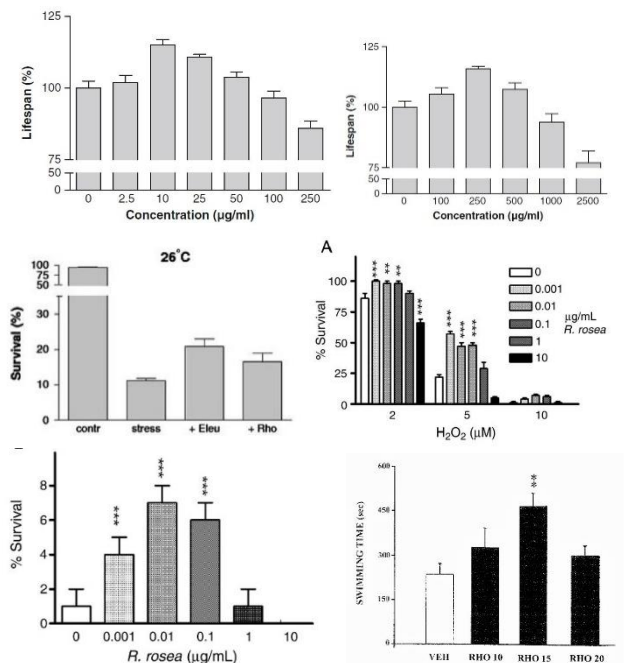 125
100
75
50
0
Lifespan (%)
0 2.5 10 25 50 100 250
Concentration (µg/ml)
125
100
75
50
0
Lifespan (%)
0 100 250 500 1000 2500
Concentration (µg/ml)
26°C
100
75
50
30
20
10
0
Survival (%)
contr stress + Eleu + Rho
A
100
75
50
25
0
% Survival
*** ** ** ***
*** *** ***
0
0.001
0.01
0.1
1
10
µg/mL
R. rosea
2 5 10
H2O2 (µM)
8
6
4
2
0
% Survival
*** *** ***
0 0.001 0.01 0.1 1 10
R. rosea (µg/mL)
600
450
300
150
000
SWIMMING TIME (sec)
**
VEH RHO 10 RHO 15 RHO 20